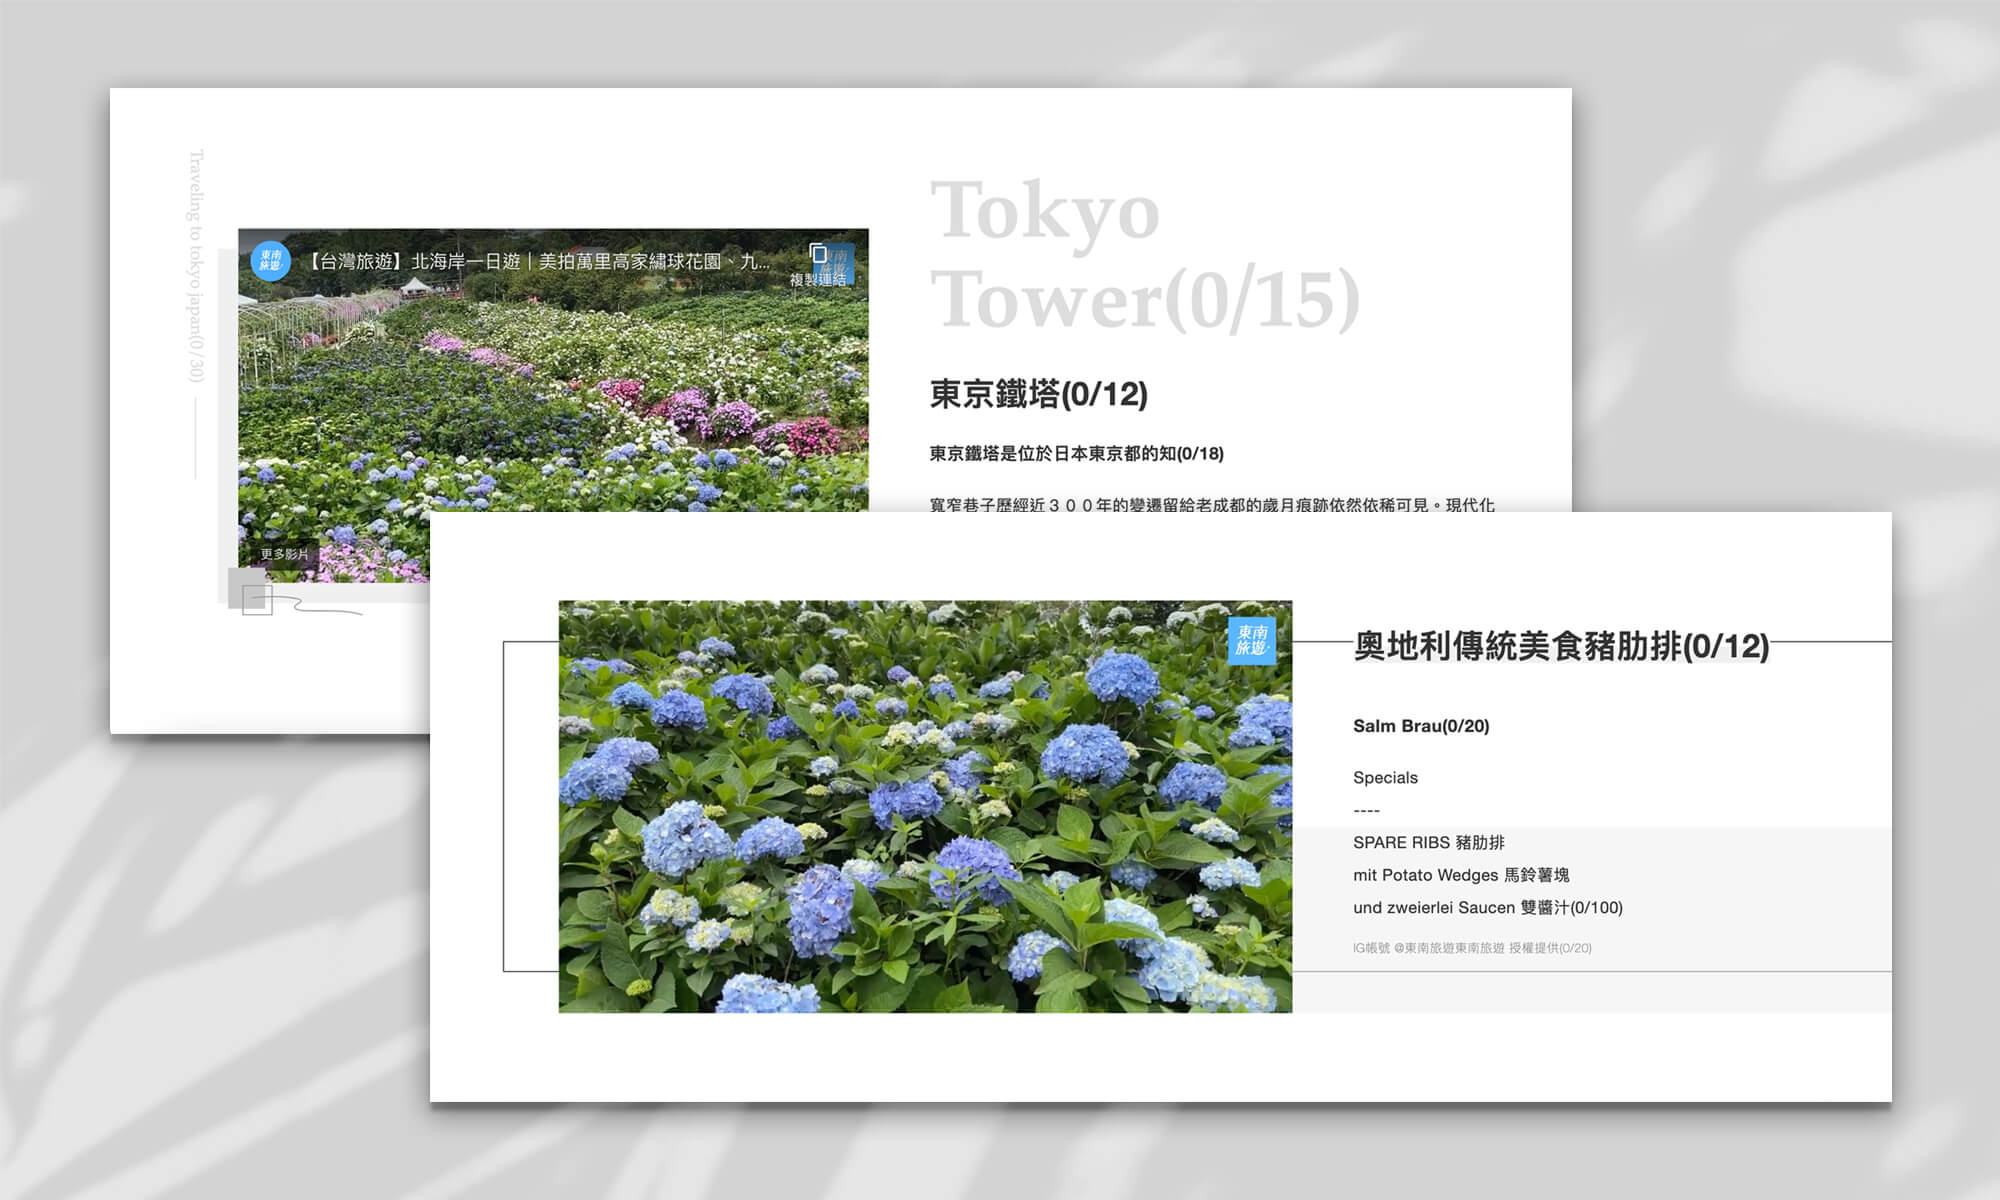 Traveling to tokyo japan(0/30)
東南
旅遊
【台灣旅遊】北海岸一日遊｜美拍萬里高家繡球花園、九...
東南
旅遊
複製連結
更多影片
Tokyo
Tower(0/15)
東京鐵塔(0/12)
東京鐵塔是位於日本東京都的知(0/18)
寬窄巷子歷經近３００年的變遷留給老成都的歲月痕跡依然依稀可見。現代化
東南
旅遊
奧地利傳統美食豬肋排(0/12)
Salm Brau(0/20)
Specials
----
SPARE RIBS 豬肋排
mit Potato Wedges 馬鈴薯塊
und zweierlei Saucen 雙醬汁(0/100)
IG帳號 @東南旅遊東南旅遊 授權提供(0/20)